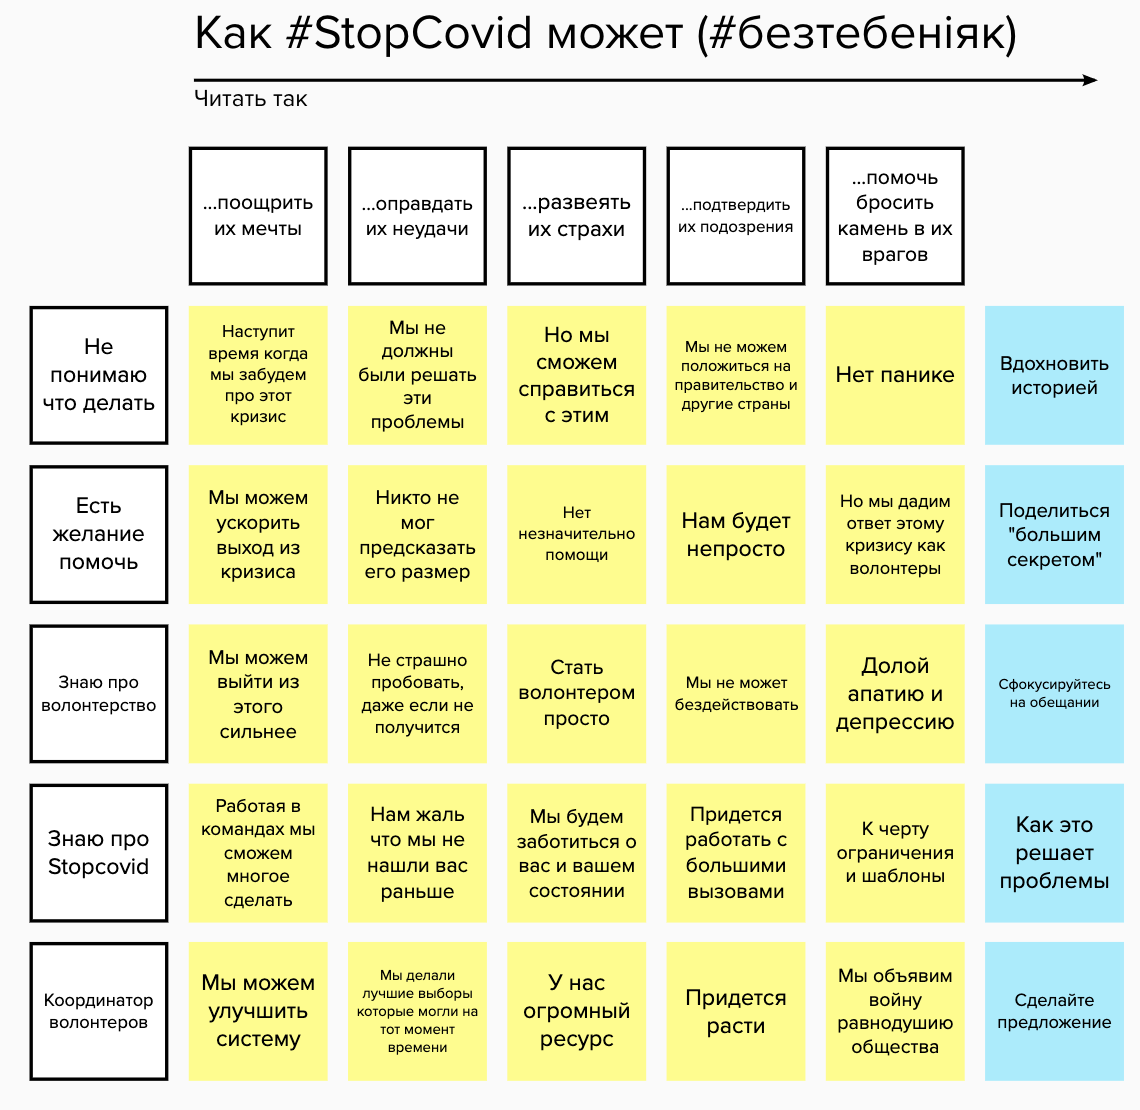 Как #StopCovid может (#безтебеніяк)
Читать так
...поощрить
их мечты
...оправдать
их неудачи
...развеять
их страхи
...подтвердить
их подозрения
...помочь
бросить
камень в их
врагов
Не
понимаю
что делать
Наступит
время когда
мы забудем
про этот
кризис
Мы не
должны
были решать
эти
проблемы
Но мы
сможем
справиться
с этим
Мы не можем
положиться на
правительство и
другие страны
Нет панике
Вдохновить
историей
Есть
желание
помочь
Мы можем
ускорить
выход из
кризиса
Никто не
мог
предсказать
его размер
Нет
незначительно
помощи
Нам будет
непросто
Но мы дадим
ответ этому
кризису как
волонтеры
Поделиться
"большим
секретом"
Знаю про
волонтерство
Мы можем
выйти из
этого
сильнее
Не страшно
пробовать,
даже если не
получится
Стать
волонтером
просто
Мы не может
бездействовать
Долой
апатию и
депрессию
Сфокусируйтесь
на обещании
Знаю про
Stopcovid
Работая в
командах мы
сможем
многое
сделать
Нам жаль
что мы не
нашли вас
раньше
Мы будем
заботиться о
вас и вашем
состоянии
Придется
работать с
большими
вызовами
К черту
ограничения
и шаблоны
Как это
решает
проблемы
Координатор
волонтеров
Мы можем
улучшить
систему
Мы делали
лучшие выборы
которые могли на
тот момент
времени
У нас
огромный
ресурс
Придется
расти
Мы объявим
войну
равнодушию
общества
Сделайте
предложение